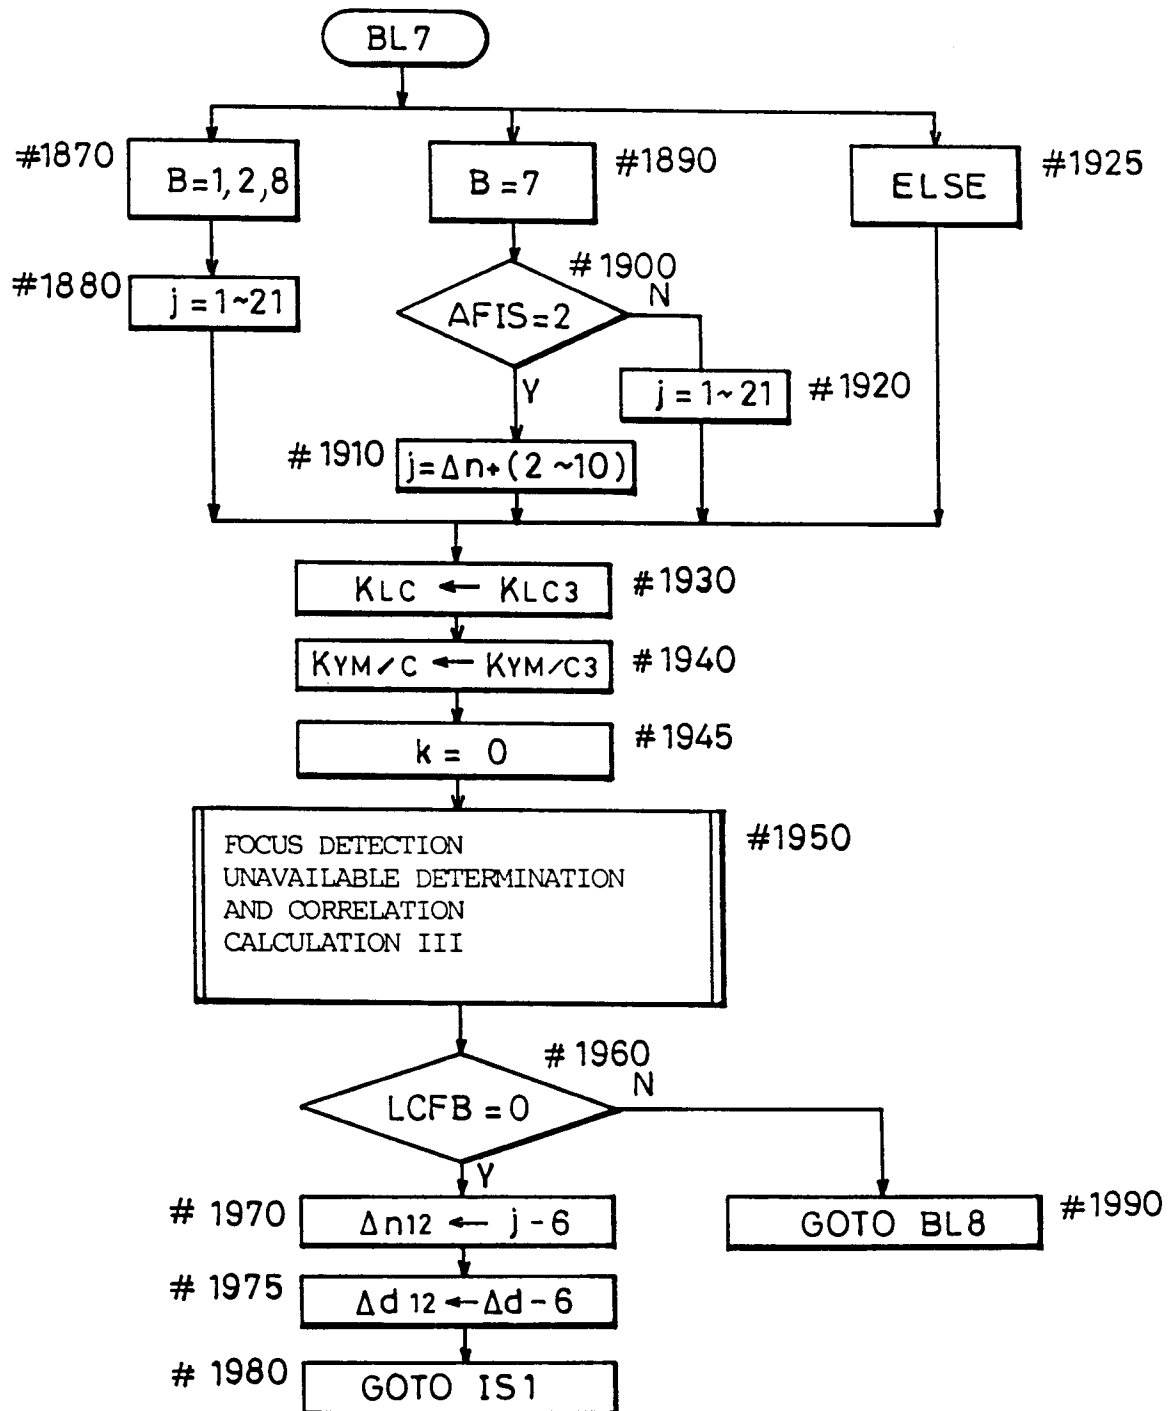 BL7
#1870
B=1,2,8
B=7
#1890
ELSE
#1925
#1880
j=1~21
#1900
AFIS=2
N
Y
j=1~21
#1920
#1910
j=Δn+(2~10)
KLC ← KLC3
#1930
KYM/C ← KYM/C3
#1940
k = 0
#1945
FOCUS DETECTION
UNAVAILABLE DETERMINATION
AND CORRELATION
CALCULATION III
#1950
#1960
LCFB=0
N
Y
#1970
Δn12 ← j-6
GOTO BL8
#1990
#1975
Δd12←Δd-6
#1980
GOTO IS1